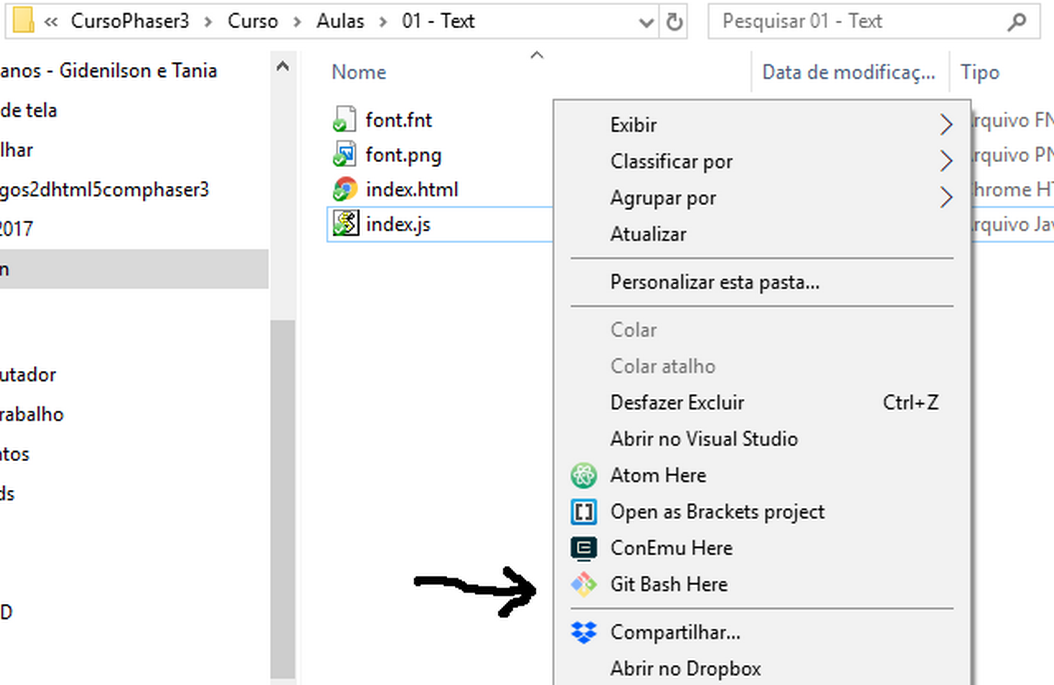 « CursoPhaser3 > Curso > Aulas > 01 - Text
Pesquisar 01 - Text
anos - Gidenilson e Tania
de tela
lhar
gos2dhtml5comphaser3
2017
n
utador
rabalho
ntos
ds
D
Nome
Data de modificaç...
Tipo
font.fnt
rquivo FN
font.png
rquivo PN
index.html
hrome HT
index.js
rquivo Jav
Exibir
Classificar por
Agrupar por
Atualizar
Personalizar esta pasta...
Colar
Colar atalho
Desfazer Excluir Ctrl+Z
Abrir no Visual Studio
Atom Here
Open as Brackets project
ConEmu Here
Git Bash Here
Compartilhar...
Abrir no Dropbox